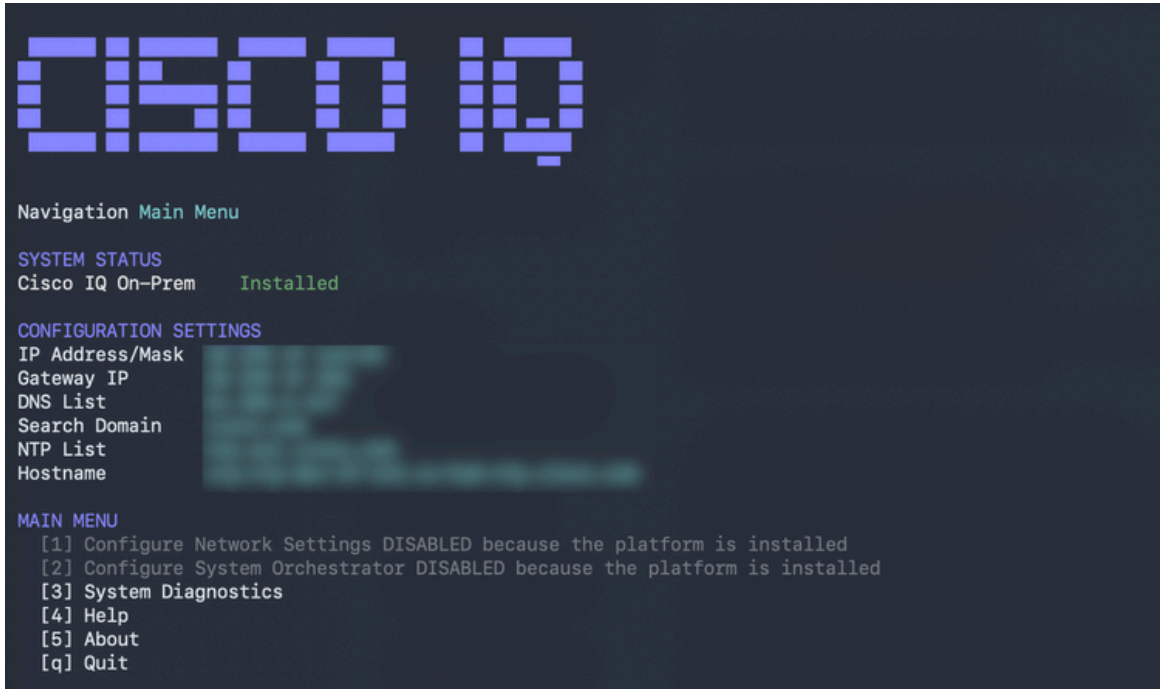 CISCO IQ
Navigation Main Menu
SYSTEM STATUS
Cisco IQ On-Prem Installed
CONFIGURATION SETTINGS
IP Address/Mask
Gateway IP
DNS List
Search Domain
NTP List
Hostname
MAIN MENU
[1] Configure Network Settings DISABLED because the platform is installed
[2] Configure System Orchestrator DISABLED because the platform is installed
[3] System Diagnostics
[4] Help
[5] About
[q] Quit